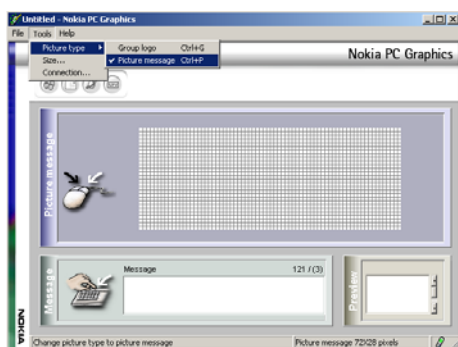 Untitled - Nokia PC Graphics
File Tools Help
Picture type
Group logo Ctrl+G
Size...
Picture message Ctrl+P
Connection...
Nokia PC Graphics
Picture message
Message
Message 121 /(3)
Preview
NOKIA
Change picture type to picture message
Picture message 72X28 pixels